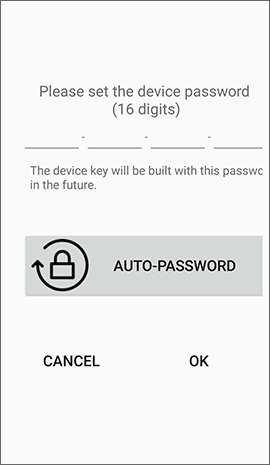 Please set the device password
(16 digits)
- - -
The device key will be built with this passwo
in the future.
AUTO-PASSWORD
CANCEL OK